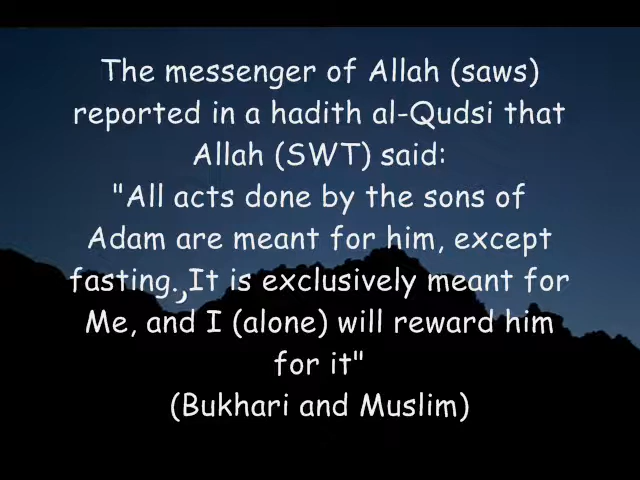 The messenger of Allah (saws)
reported in a hadith al-Qudsi that
Allah (SWT) said:
"All acts done by the sons of
Adam are meant for him, except
fasting. It is exclusively meant for
Me, and I (alone) will reward him
for it"
(Bukhari and Muslim)